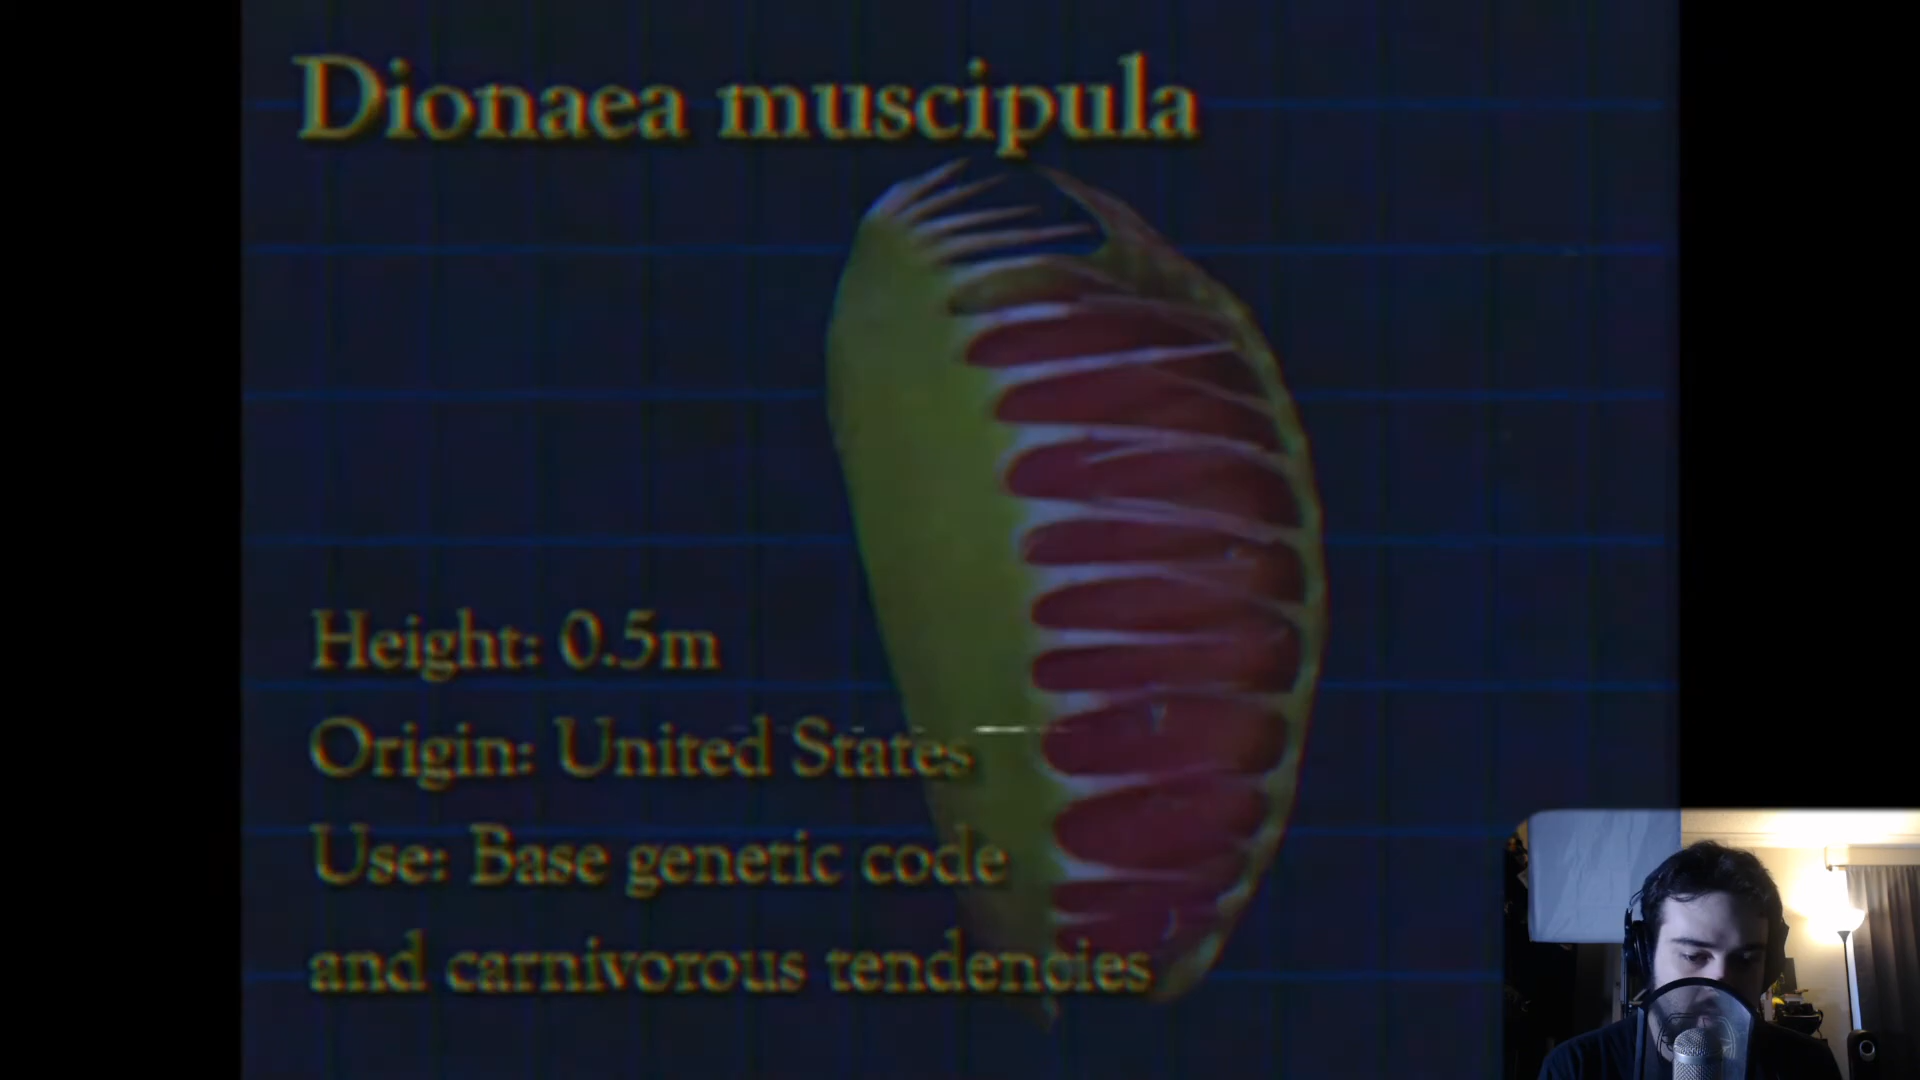 Dionaea muscipula
Height: 0.5m
Origin: United States
Use: Base genetic code
and carnivorous tendencies